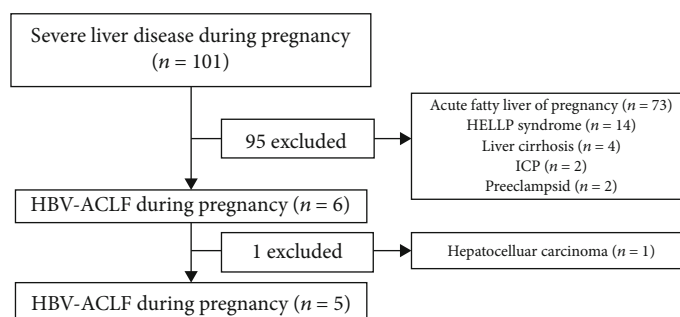 Severe liver disease during pregnancy
(n = 101)
95 excluded
Acute fatty liver of pregnancy (n = 73)
HELLP syndrome (n = 14)
Liver cirrhosis (n = 4)
ICP (n = 2)
Preeclampsid (n = 2)
HBV-ACLF during pregnancy (n = 6)
1 excluded
Hepatocelluar carcinoma (n = 1)
HBV-ACLF during pregnancy (n = 5)